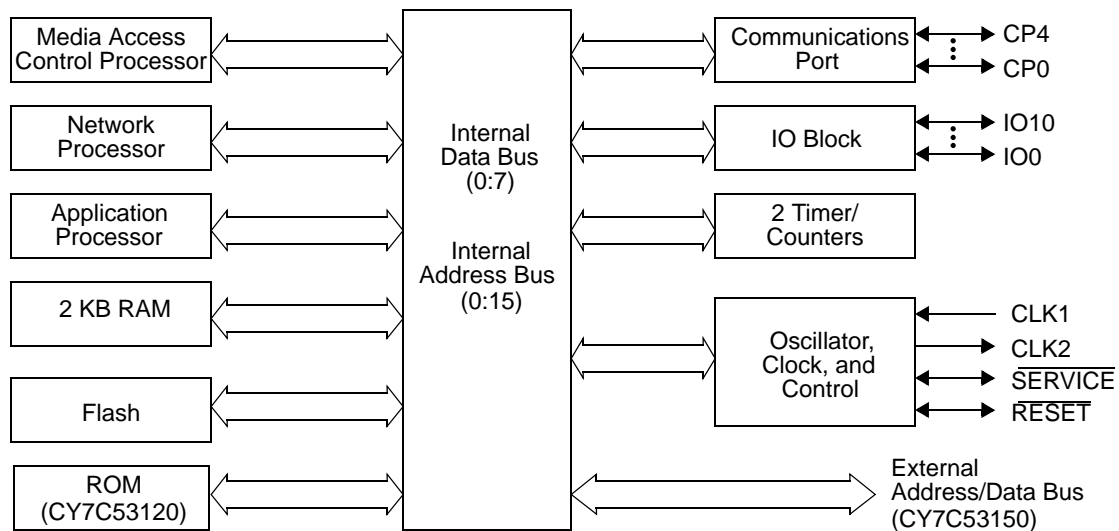 Media Access
Control Processor
Network
Processor
Application
Processor
2 KB RAM
Flash
ROM
(CY7C53120)
Internal
Data Bus
(0:7)
Internal
Address Bus
(0:15)
Communications
Port
CP4
CP0
IO Block
IO10
IO0
2 Timer/
Counters
Oscillator,
Clock, and
Control
CLK1
CLK2
SERVICE
RESET
External
Address/Data Bus
(CY7C53150)